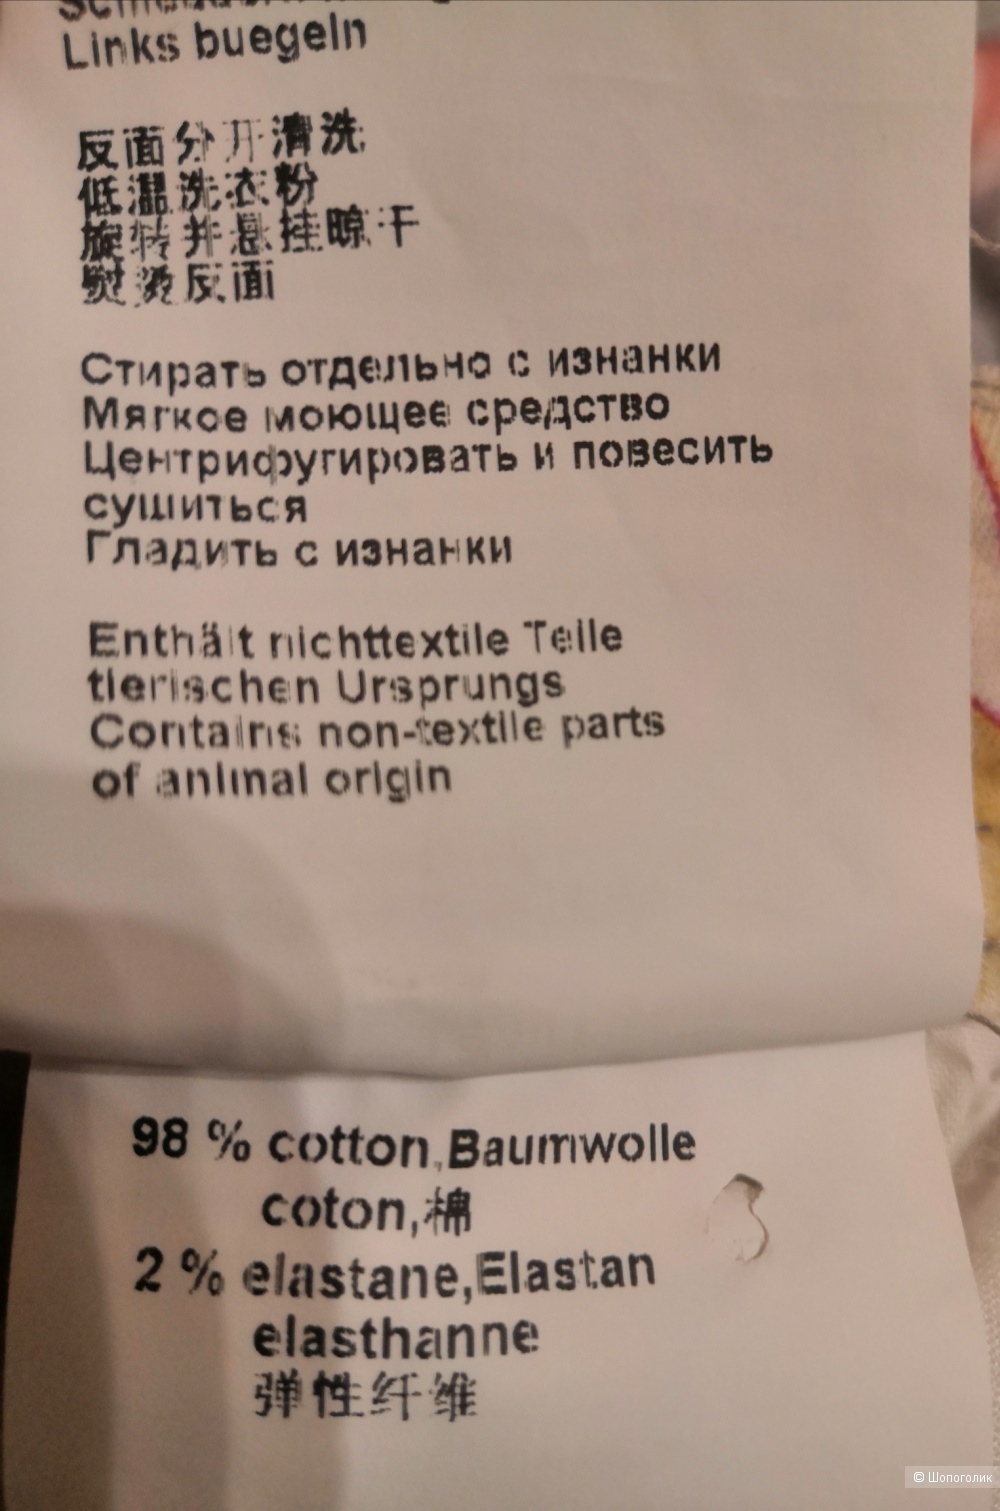 Links buegeln
反面分开清洗
低温洗衣粉
旋转并悬挂晾干
熨烫反面
Стирать отдельно с изнанки
Мягкое моющее средство
Центрифугировать и повесить
сушиться
Гладить с изнанки
Enthält nichttextile Teile
tierischen Ursprungs
Contains non-textile parts
of animal origin
98 % cotton,Baumwolle
coton,棉
2 % elastane,Elastan
elasthanne
弹性纤维
© Шопоголик